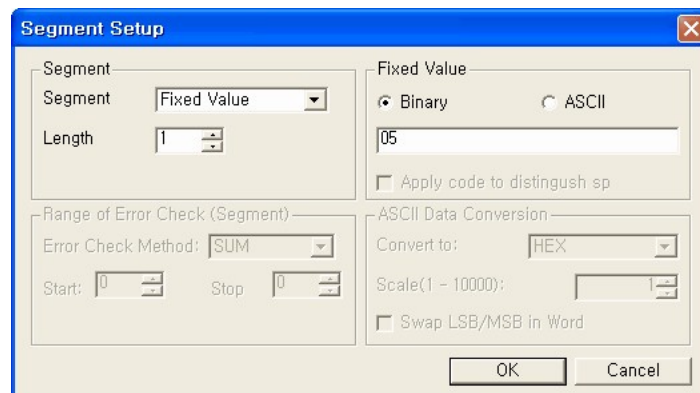 Segment Setup
Segment
Segment Fixed Value
Length 1
Fixed Value
Binary ASCII
05
Apply code to distingush sp
Range of Error Check (Segment)
Error Check Method: SUM
Start: 0 Stop 0
ASCII Data Conversion
Convert to: HEX
Scale(1 - 10000): 1
Swap LSB/MSB in Word
OK Cancel